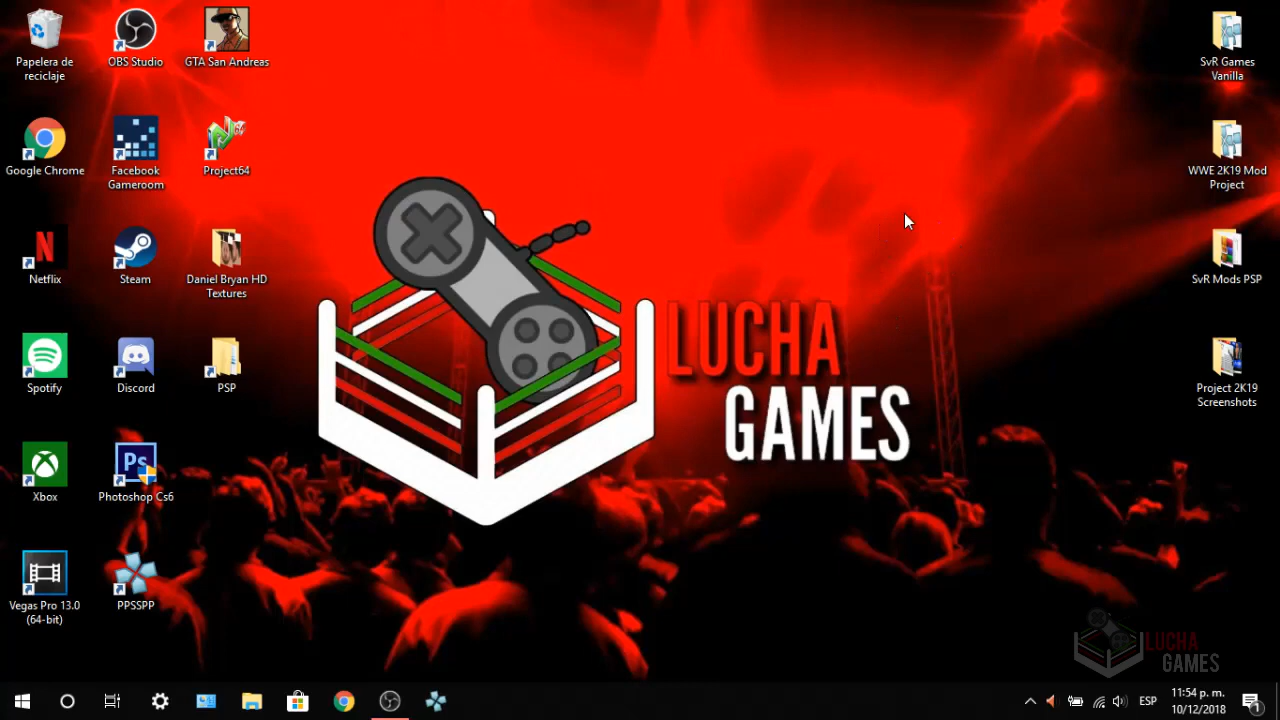 Papelera de
reciclaje
OBS Studio
GTA San Andreas
Google Chrome
Facebook
Gameroom
Project64
Netflix
Steam
Daniel Bryan HD
Textures
Spotify
Discord
PSP
Xbox
Ps
Photoshop Cs6
Vegas Pro 13.0
(64-bit)
PPSSPP
LUCHA
GAMES
SvR Games
Vanilla
WWE 2K19 Mod
Project
SvR Mods PSP
Project 2K19
Screenshots
LUCHA
GAMES
ESP
11:54 p. m.
10/12/2018
1